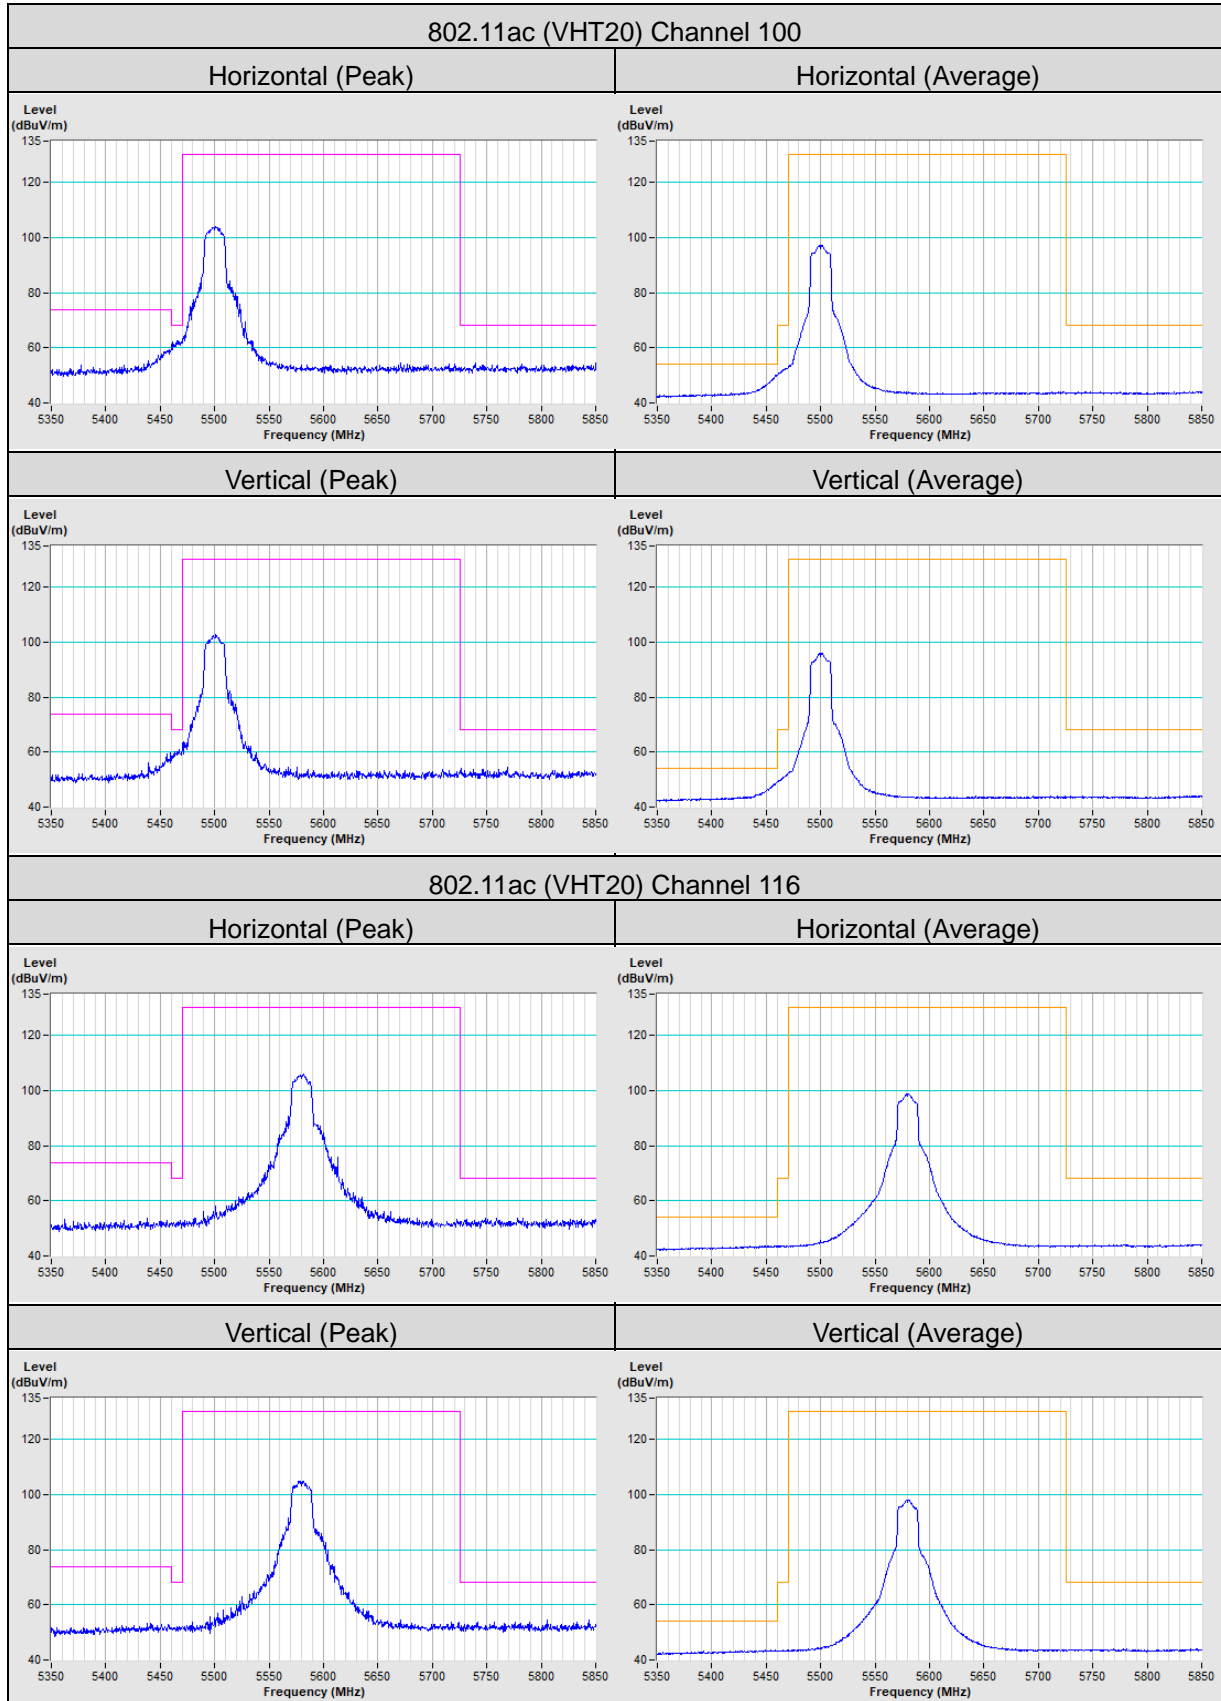 802.11ac (VHT20) Channel 100
Horizontal (Peak)
Horizontal (Average)
Level
(dBuV/m)
135
120
100
80
60
40
5350 5400 5450 5500 5550 5600 5650 5700 5750 5800 5850
Frequency (MHz)
Level
(dBuV/m)
135
120
100
80
60
40
5350 5400 5450 5500 5550 5600 5650 5700 5750 5800 5850
Frequency (MHz)
Vertical (Peak)
Vertical (Average)
Level
(dBuV/m)
135
120
100
80
60
40
5350 5400 5450 5500 5550 5600 5650 5700 5750 5800 5850
Frequency (MHz)
Level
(dBuV/m)
135
120
100
80
60
40
5350 5400 5450 5500 5550 5600 5650 5700 5750 5800 5850
Frequency (MHz)
802.11ac (VHT20) Channel 116
Horizontal (Peak)
Horizontal (Average)
Level
(dBuV/m)
135
120
100
80
60
40
5350 5400 5450 5500 5550 5600 5650 5700 5750 5800 5850
Frequency (MHz)
Level
(dBuV/m)
135
120
100
80
60
40
5350 5400 5450 5500 5550 5600 5650 5700 5750 5800 5850
Frequency (MHz)
Vertical (Peak)
Vertical (Average)
Level
(dBuV/m)
135
120
100
80
60
40
5350 5400 5450 5500 5550 5600 5650 5700 5750 5800 5850
Frequency (MHz)
Level
(dBuV/m)
135
120
100
80
60
40
5350 5400 5450 5500 5550 5600 5650 5700 5750 5800 5850
Frequency (MHz)